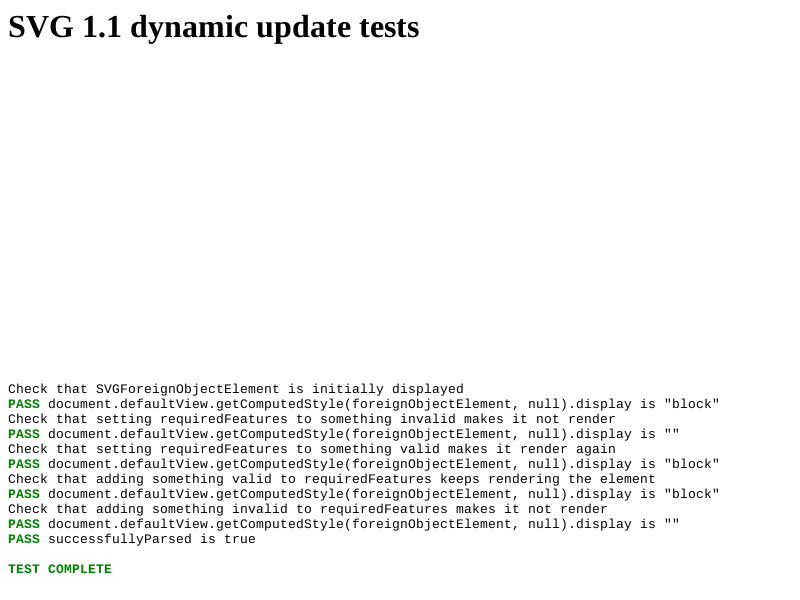 SVG 1.1 dynamic update tests
Check that SVGForeignObjectElement is initially displayed
PASS document.defaultView.getComputedStyle(foreignObjectElement, null).display is "block"
Check that setting requiredFeatures to something invalid makes it not render
PASS document.defaultView.getComputedStyle(foreignObjectElement, null).display is ""
Check that setting requiredFeatures to something valid makes it render again
PASS document.defaultView.getComputedStyle(foreignObjectElement, null).display is "block"
Check that adding something valid to requiredFeatures keeps rendering the element
PASS document.defaultView.getComputedStyle(foreignObjectElement, null).display is "block"
Check that adding something invalid to requiredFeatures makes it not render
PASS document.defaultView.getComputedStyle(foreignObjectElement, null).display is ""
PASS successfullyParsed is true
TEST COMPLETE